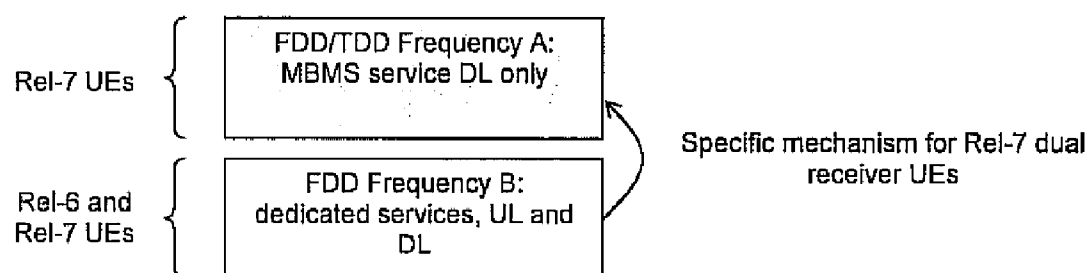 Rel-7 UEs
FDD/TDD Frequency A:
MBMS service DL only
Specific mechanism for Rel-7 dual
receiver UEs
Rel-6 and
Rel-7 UEs
FDD Frequency B:
dedicated services, UL and
DL